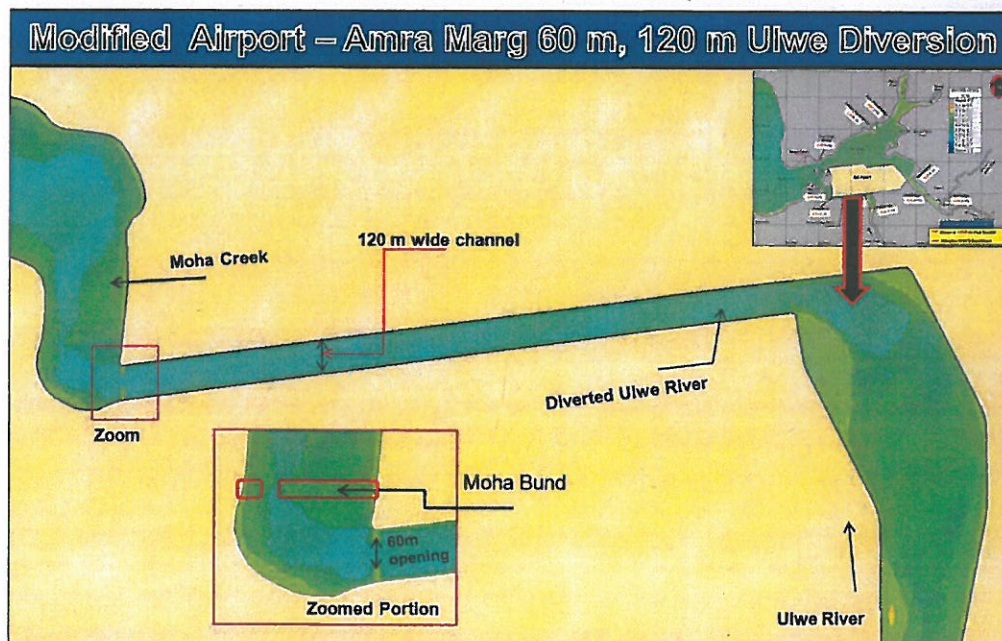 Modified Airport – Amra Marg 60 m, 120 m Ulwe Diversion
120 m wide channel
Moha Creek
Diverted Ulwe River
Zoom
Moha Bund
60m
opening
Zoomed Portion
Ulwe River